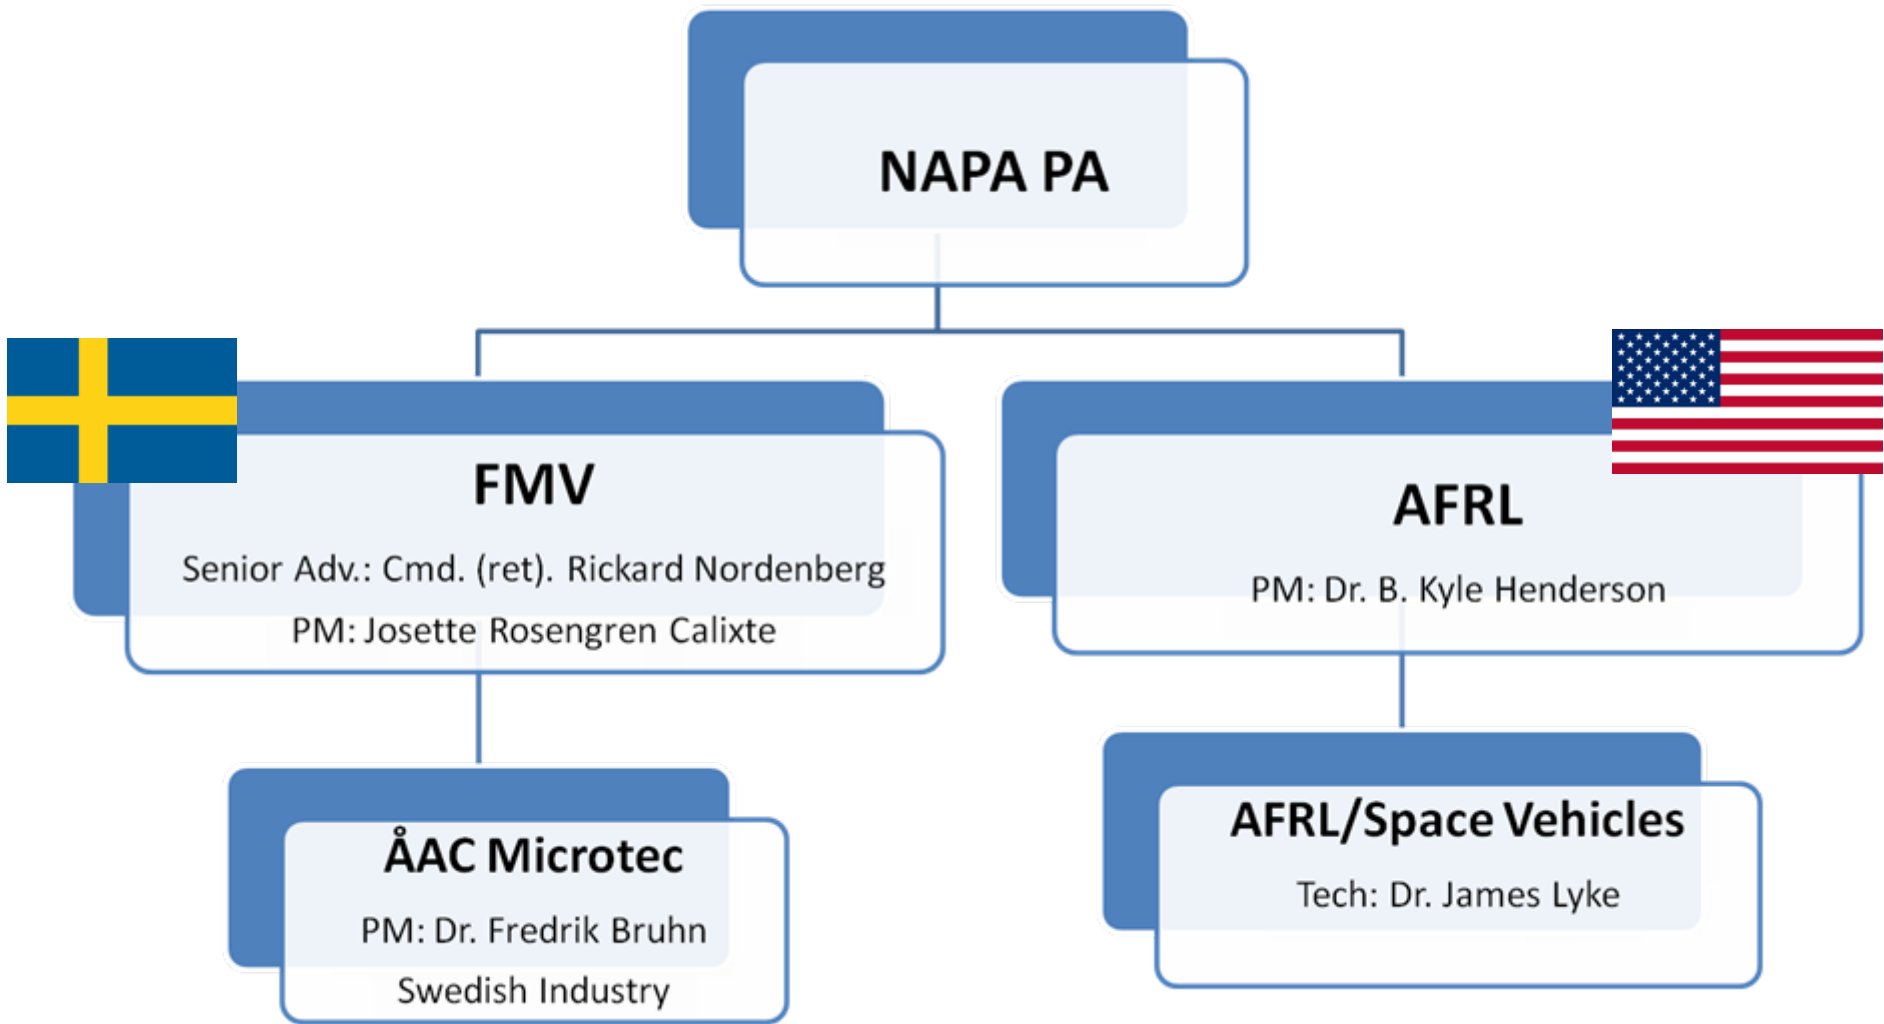 NAPA PA
FMV
Senior Adv.: Cmd. (ret). Rickard Nordenberg
PM: Josette Rosengren Calixte
AFRL
PM: Dr. B. Kyle Henderson
ÅAC Microtec
PM: Dr. Fredrik Bruhn
Swedish Industry
AFRL/Space Vehicles
Tech: Dr. James Lyke